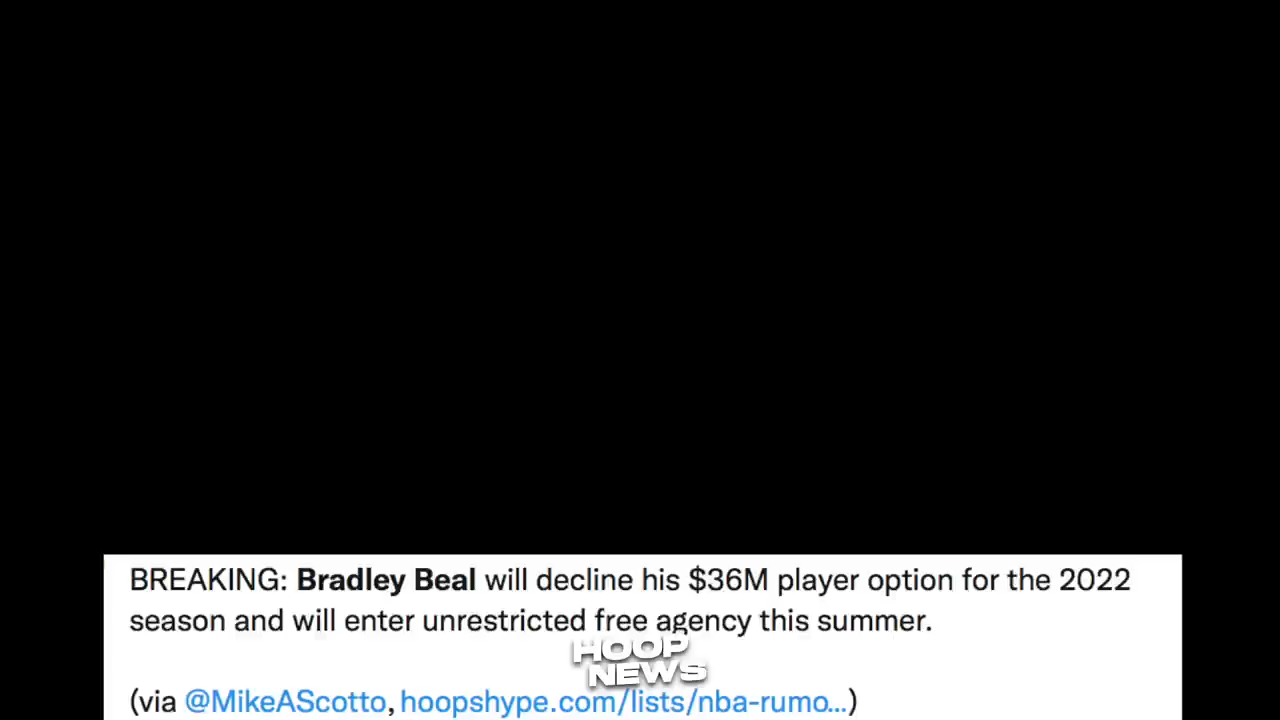 BREAKING: Bradley Beal will decline his $36M player option for the 2022
season and will enter unrestricted free agency this summer.
HOOP
NEWS
(via @MikeAScotto, hoopshype.com/lists/nba-rumo...)